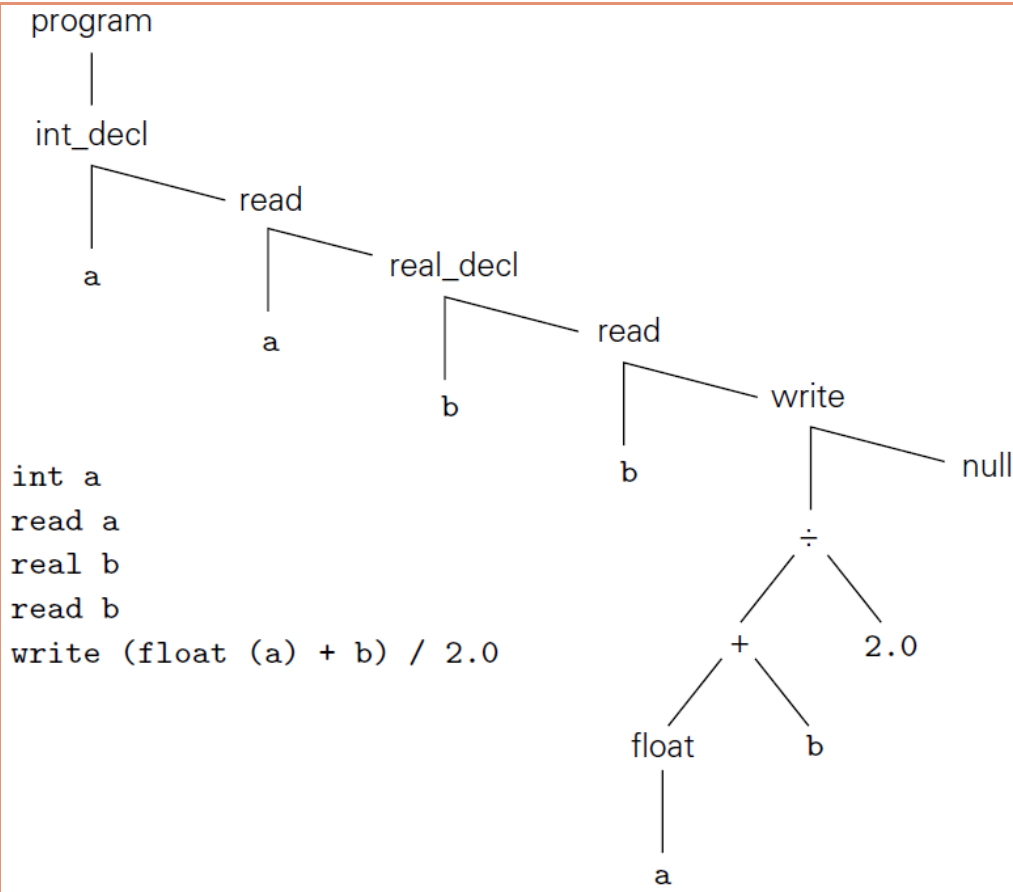 program
int_decl
read
a
real_decl
a
read
b
write
b
null
int a
read a
real b
read b
write (float (a) + b) / 2.0
÷
+
2.0
float
b
a